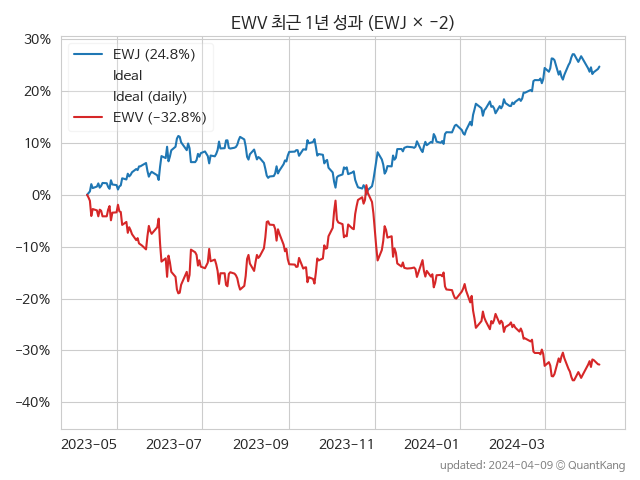 EWV 최근 1년 성과 (EWJ × −2)
30%
20%
10%
0%
−10%
−20%
−30%
−40%
EWJ (24.8%)
Ideal
Ideal (daily)
EWV (−32.8%)
2023-05
2023-07
2023-09
2023-11
2024-01
2024-03
updated: 2024-04-09 © QuantKang